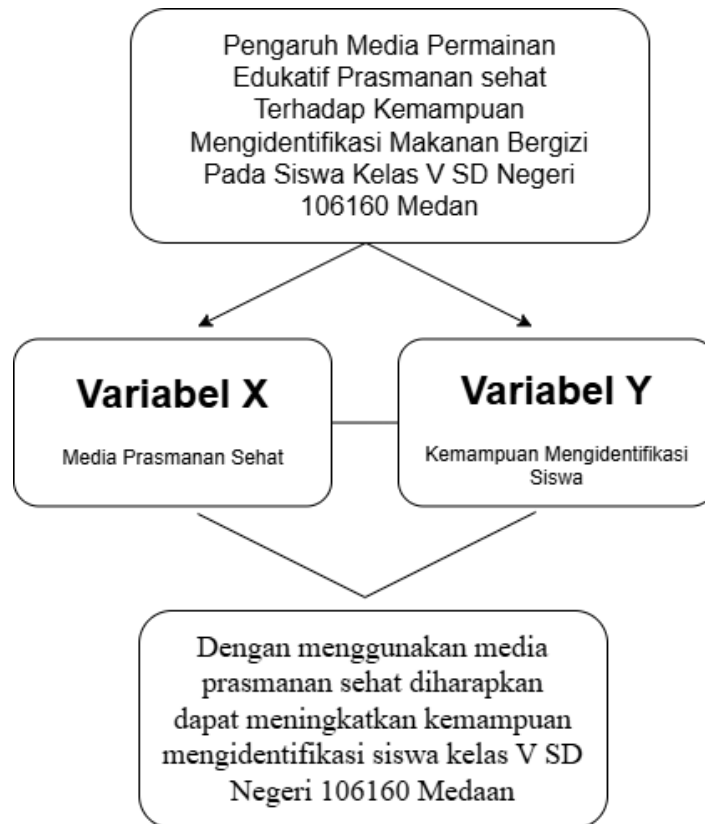 Pengaruh Media Permainan
Edukatif Prasmanan sehat
Terhadap Kemampuan
Mengidentifikasi Makanan Bergizi
Pada Siswa Kelas V SD Negeri
106160 Medan
Variabel X
Media Prasmanan Sehat
Variabel Y
Kemampuan Mengidentifikasi
Siswa
Dengan menggunakan media
prasmanan sehat diharapkan
dapat meningkatkan kemampuan
mengidentifikasi siswa kelas V SD
Negeri 106160 Medaan